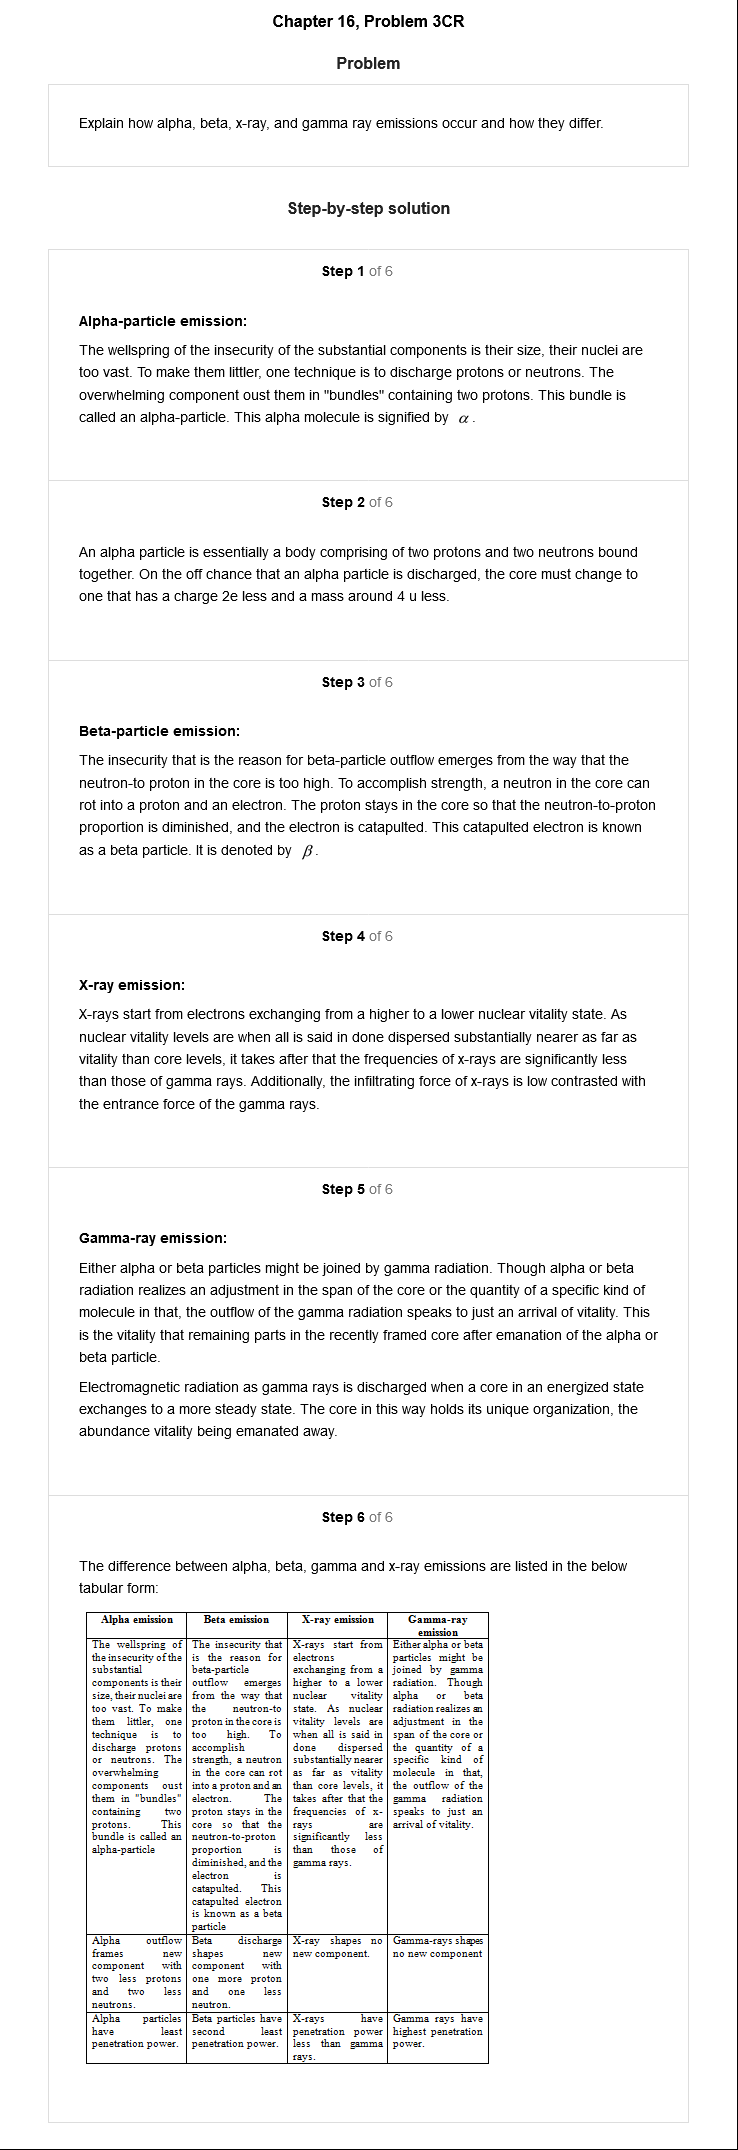 Chapter 16, Problem 3CR
Problem
Explain how alpha, beta, x-ray, and gamma ray emissions occur and how they differ.
Step-by-step solution
Step 1 of 6
Alpha-particle emission:
The wellspring of the insecurity of the substantial components is their size, their nuclei are
too vast. To make them littler, one technique is to discharge protons or neutrons. The
overwhelming component oust them in "bundles" containing two protons. This bundle is
called an alpha-particle. This alpha molecule is signified by α.
Step 2 of 6
An alpha particle is essentially a body comprising of two protons and two neutrons bound
together. On the off chance that an alpha particle is discharged, the core must change to
one that has a charge 2e less and a mass around 4 u less.
Step 3 of 6
Beta-particle emission:
The insecurity that is the reason for beta-particle outflow emerges from the way that the
neutron-to proton in the core is too high. To accomplish strength, a neutron in the core can
rot into a proton and an electron. The proton stays in the core so that the neutron-to-proton
proportion is diminished, and the electron is catapulted. This catapulted electron is known
as a beta particle. It is denoted by β.
Step 4 of 6
X-ray emission:
X-rays start from electrons exchanging from a higher to a lower nuclear vitality state. As
nuclear vitality levels are when all is said in done dispersed substantially nearer as far as
vitality than core levels, it takes after that the frequencies of x-rays are significantly less
than those of gamma rays. Additionally, the infiltrating force of x-rays is low contrasted with
the entrance force of the gamma rays.
Step 5 of 6
Gamma-ray emission:
Either alpha or beta particles might be joined by gamma radiation. Though alpha or beta
radiation realizes an adjustment in the span of the core or the quantity of a specific kind of
molecule in that, the outflow of the gamma radiation speaks to just an arrival of vitality. This
is the vitality that remaining parts in the recently framed core after emanation of the alpha or
beta particle.
Electromagnetic radiation as gamma rays is discharged when a core in an energized state
exchanges to a more steady state. The core in this way holds its unique organization, the
abundance vitality being emanated away.
Step 6 of 6
The difference between alpha, beta, gamma and x-ray emissions are listed in the below
tabular form:
Alpha emission
Beta emission
X-ray emission
Gamma-ray
emission
The wellspring of
the insecurity of the
substantial
components is their
size, their nuclei are
too vast. To make
them littler, one
technique is to
discharge protons
or neutrons. The
overwhelming
components oust
them in "bundles"
containing two
protons. This
bundle is called an
alpha-particle
The insecurity that
is the reason for
beta-particle
outflow emerges
from the way that
the neutron-to
proton in the core is
too high. To
accomplish
strength, a neutron
in the core can rot
into a proton and an
electron. The
proton stays in the
core so that the
neutron-to-proton
proportion is
diminished, and the
electron is
catapulted. This
catapulted electron
is known as a beta
particle
X-rays start from
electrons
exchanging from a
higher to a lower
nuclear vitality
state. As nuclear
vitality levels are
when all is said in
done dispersed
substantially nearer
as far as vitality
than core levels, it
takes after that the
frequencies of x-
rays are
significantly less
than those of
gamma rays.
Either alpha or beta
particles might be
joined by gamma
radiation. Though
alpha or beta
radiation realizes an
adjustment in the
span of the core or
the quantity of a
specific kind of
molecule in that,
the outflow of the
gamma radiation
speaks to just an
arrival of vitality.
Alpha outflow
frames new
component with
two less protons
and two less
neutrons.
Beta discharge
shapes new
component with
one more proton
and one less
neutron.
X-ray shapes no
new component.
Gamma-rays shapes
no new component
Alpha particles
have least
penetration power.
Beta particles have
second least
penetration power.
X-rays have
penetration power
less than gamma
rays.
Gamma rays have
highest penetration
power.